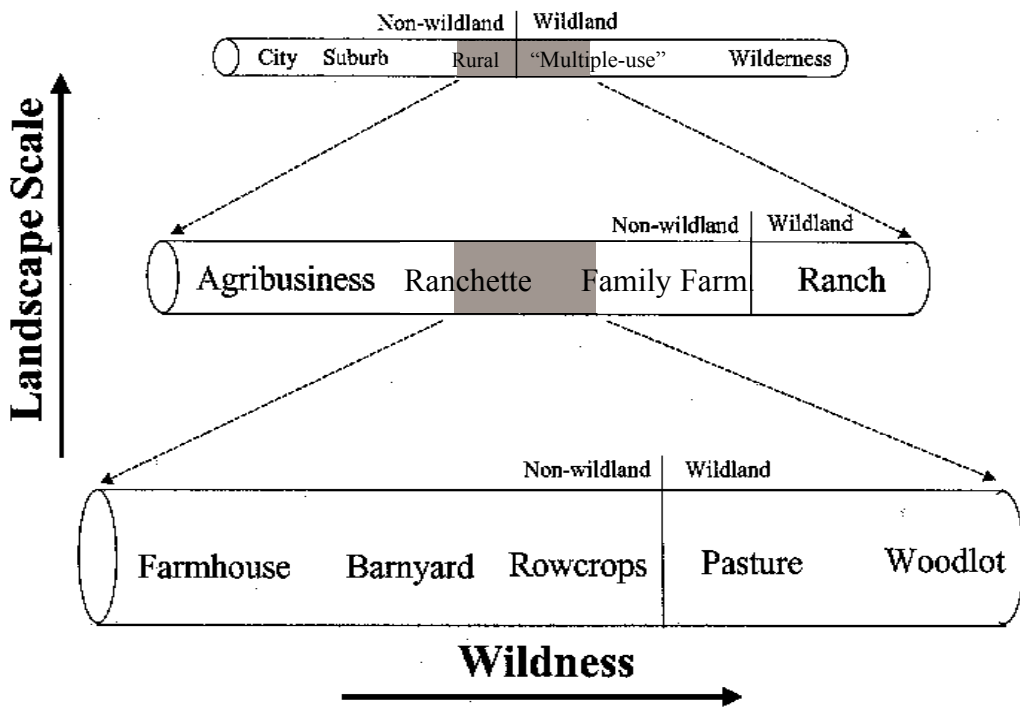 Non-wildland Wildland
City Suburb Rural “Multiple-use” Wilderness
Landscape Scale
Non-wildland Wildland
Agribusiness Ranchette Family Farm Ranch
Non-wildland Wildland
Farmhouse Barnyard Rowcrops Pasture Woodlot
Wildness